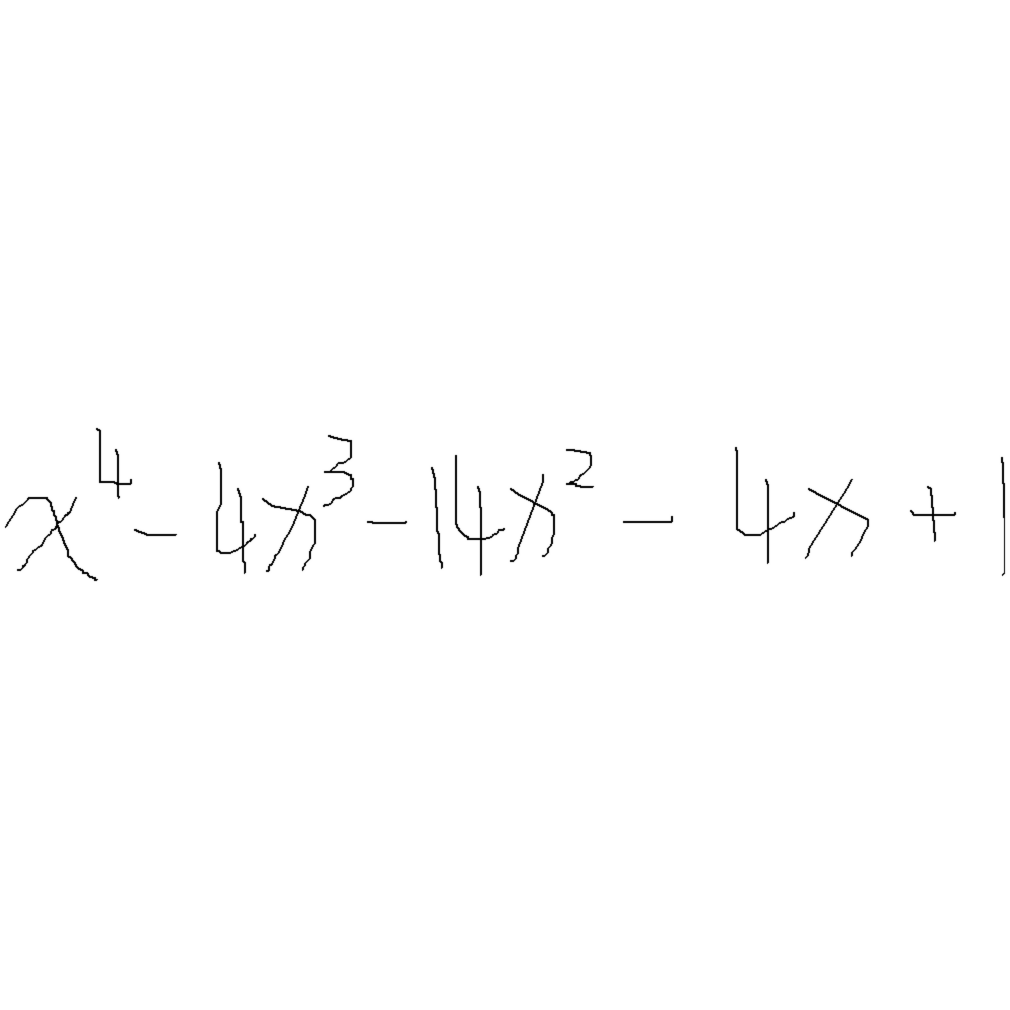 x⁴ - 4x³ - 14x² - 4x + 1